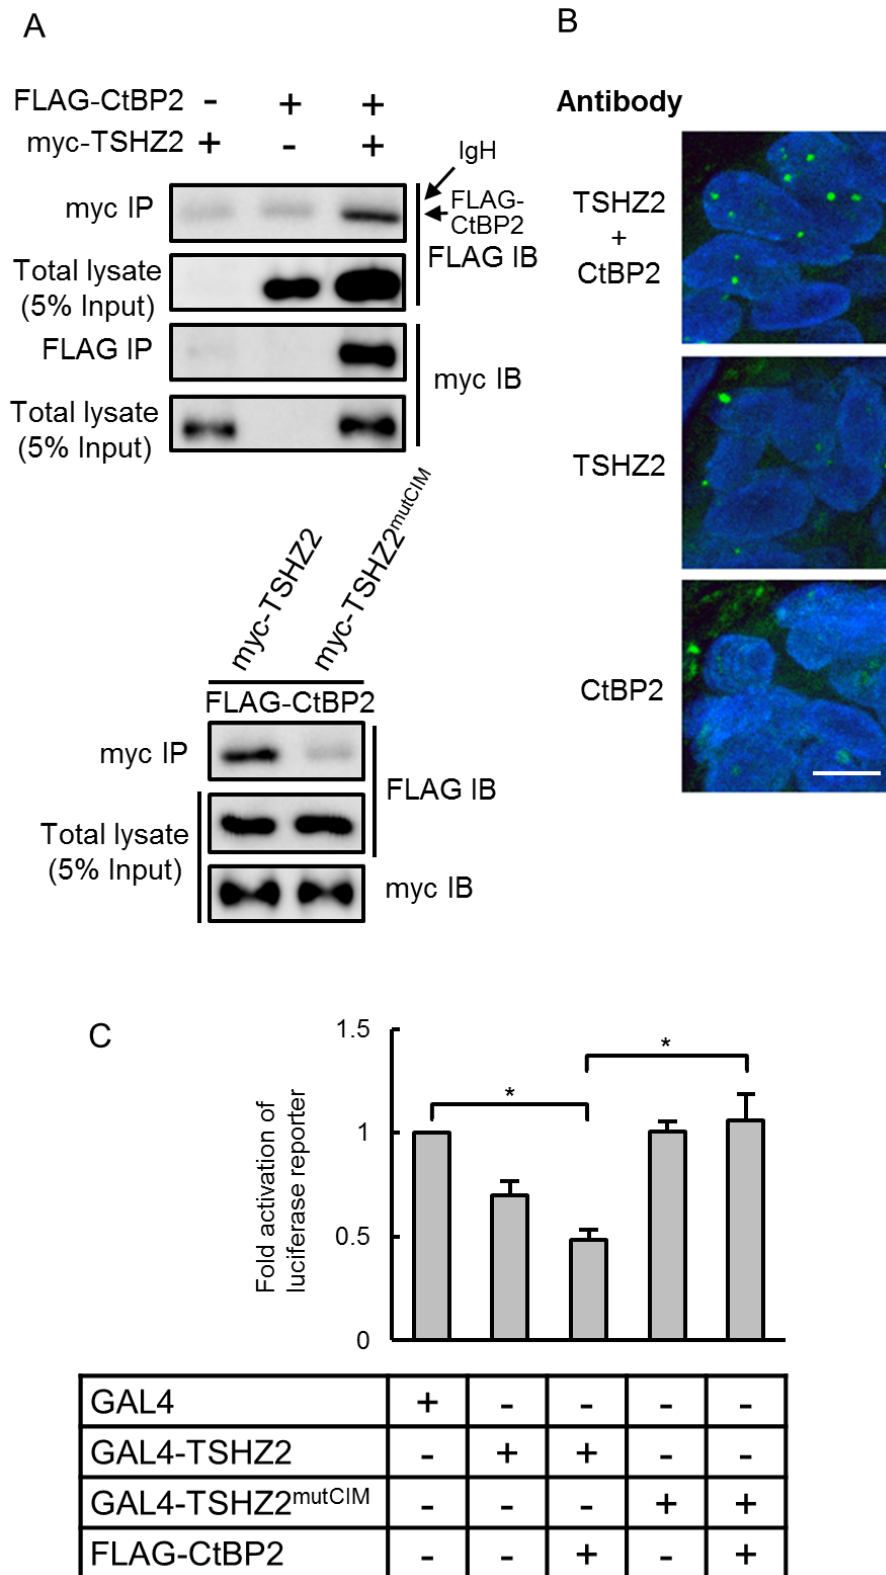 A
FLAG-CtBP2 - + +
myc-TSHZ2 + - +
IgH
myc IP
FLAG-
CtBP2
FLAG IB
Total lysate
(5% Input)
FLAG IP
myc IB
Total lysate
(5% Input)
myc-TSHZ2
myc-TSHZ2mutCIM
FLAG-CtBP2
myc IP
FLAG IB
Total lysate
(5% Input)
myc IB
B
Antibody
TSHZ2
+
CtBP2
TSHZ2
CtBP2
C
Fold activation of
luciferase reporter
1.5
1
0.5
0
*
*
GAL4 + - - - -
GAL4-TSHZ2 - + + - -
GAL4-TSHZ2mutCIM - - - + +
FLAG-CtBP2 - - + - +